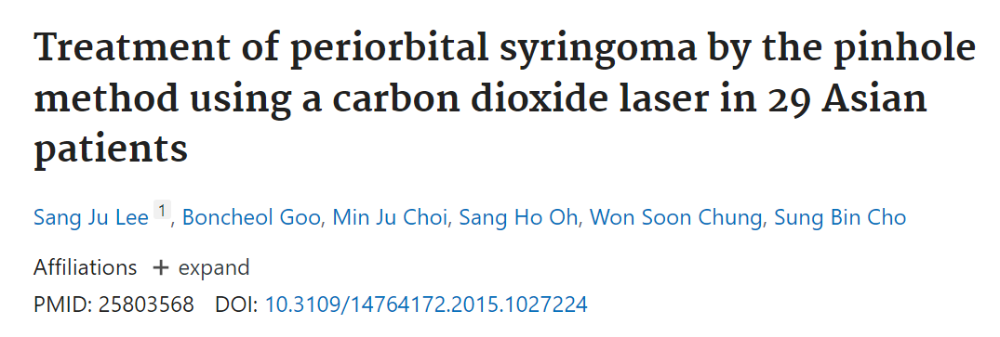 Treatment of periorbital syringoma by the pinhole
method using a carbon dioxide laser in 29 Asian
patients
Sang Ju Lee 1, Boncheol Goo, Min Ju Choi, Sang Ho Oh, Won Soon Chung, Sung Bin Cho
Affiliations + expand
PMID: 25803568 DOI: 10.3109/14764172.2015.1027224